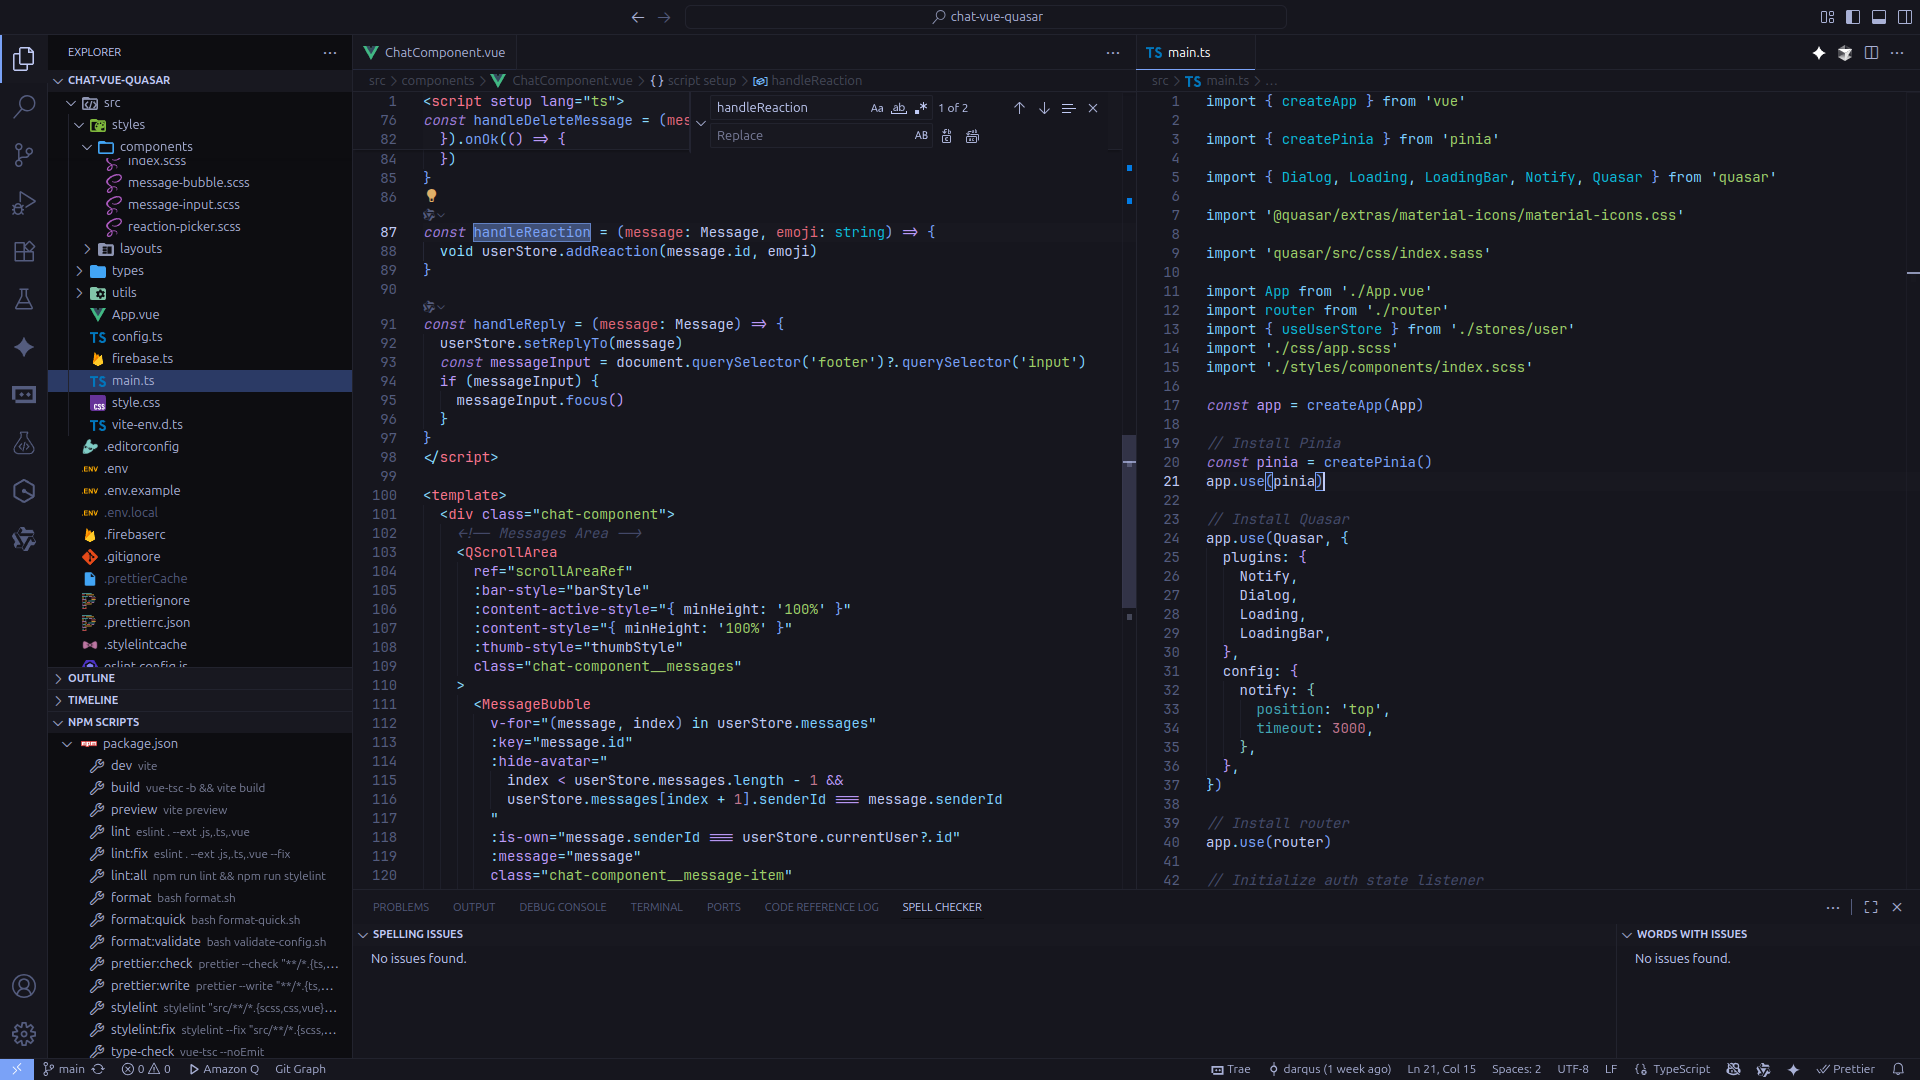 chat-vue-quasar
EXPLORER
CHAT-VUE-QUASAR
src
styles
components
index.scss
message-bubble.scss
message-input.scss
reaction-picker.scss
layouts
types
utils
App.vue
TS config.ts
firebase.ts
TS main.ts
css style.css
TS vite-env.d.ts
.editorconfig
.ENV .env
.ENV .env.example
.ENV .env.local
.firebaserc
.gitignore
.prettierCache
.prettierignore
.prettierrc.json
.stylelintcache
eslint.config.js
OUTLINE
TIMELINE
NPM SCRIPTS
npm package.json
dev vite
build vue-tsc -b && vite build
preview vite preview
lint eslint . --ext .js,.ts,.vue
lint:fix eslint . --ext .js,.ts,.vue --fix
lint:all npm run lint && npm run stylelint
format bash format.sh
format:quick bash format-quick.sh
format:validate bash validate-config.sh
prettier:check prettier --check "**/*.{ts,...
prettier:write prettier --write "**/*.{ts,...
stylelint stylelint "src/**/*.{scss,css,vue}...
stylelint:fix stylelint --fix "src/**/*.{scss,...
type-check vue-tsc --noEmit
ChatComponent.vue
src > components > ChatComponent.vue > {} script setup > handleReaction
handleReaction Aa ab .* 1 of 2
Replace AB
1 <script setup lang="ts">
76 const handleDeleteMessage = (mes
82 }).onOk(() => {
84 })
85 }
86
87 const handleReaction = (message: Message, emoji: string) => {
88 void userStore.addReaction(message.id, emoji)
89 }
90
91 const handleReply = (message: Message) => {
92 userStore.setReplyTo(message)
93 const messageInput = document.querySelector('footer')?.querySelector('input')
94 if (messageInput) {
95 messageInput.focus()
96 }
97 }
98 </script>
99
100 <template>
101 <div class="chat-component">
102 <!-- Messages Area -->
103 <QScrollArea
104 ref="scrollAreaRef"
105 :bar-style="barStyle"
106 :content-active-style="{ minHeight: '100%' }"
107 :content-style="{ minHeight: '100%' }"
108 :thumb-style="thumbStyle"
109 class="chat-component__messages"
110 >
111 <MessageBubble
112 v-for="(message, index) in userStore.messages"
113 :key="message.id"
114 :hide-avatar="
115 index < userStore.messages.length - 1 &&
116 userStore.messages[index + 1].senderId === message.senderId
117 "
118 :is-own="message.senderId === userStore.currentUser?.id"
119 :message="message"
120 class="chat-component__message-item"
TS main.ts
src > TS main.ts > ...
1 import { createApp } from 'vue'
2
3 import { createPinia } from 'pinia'
4
5 import { Dialog, Loading, LoadingBar, Notify, Quasar } from 'quasar'
6
7 import '@quasar/extras/material-icons/material-icons.css'
8
9 import 'quasar/src/css/index.sass'
10
11 import App from './App.vue'
12 import router from './router'
13 import { useUserStore } from './stores/user'
14 import './css/app.scss'
15 import './styles/components/index.scss'
16
17 const app = createApp(App)
18
19 // Install Pinia
20 const pinia = createPinia()
21 app.use(pinia)
22
23 // Install Quasar
24 app.use(Quasar, {
25 plugins: {
26 Notify,
27 Dialog,
28 Loading,
29 LoadingBar,
30 },
31 config: {
32 notify: {
33 position: 'top',
34 timeout: 3000,
35 },
36 },
37 })
38
39 // Install router
40 app.use(router)
41
42 // Initialize auth state listener
PROBLEMS OUTPUT DEBUG CONSOLE TERMINAL PORTS CODE REFERENCE LOG SPELL CHECKER
SPELLING ISSUES
No issues found.
WORDS WITH ISSUES
No issues found.
main 0 0 Amazon Q Git Graph
Trae darqus (1 week ago) Ln 21, Col 15 Spaces: 2 UTF-8 LF {} TypeScript Prettier